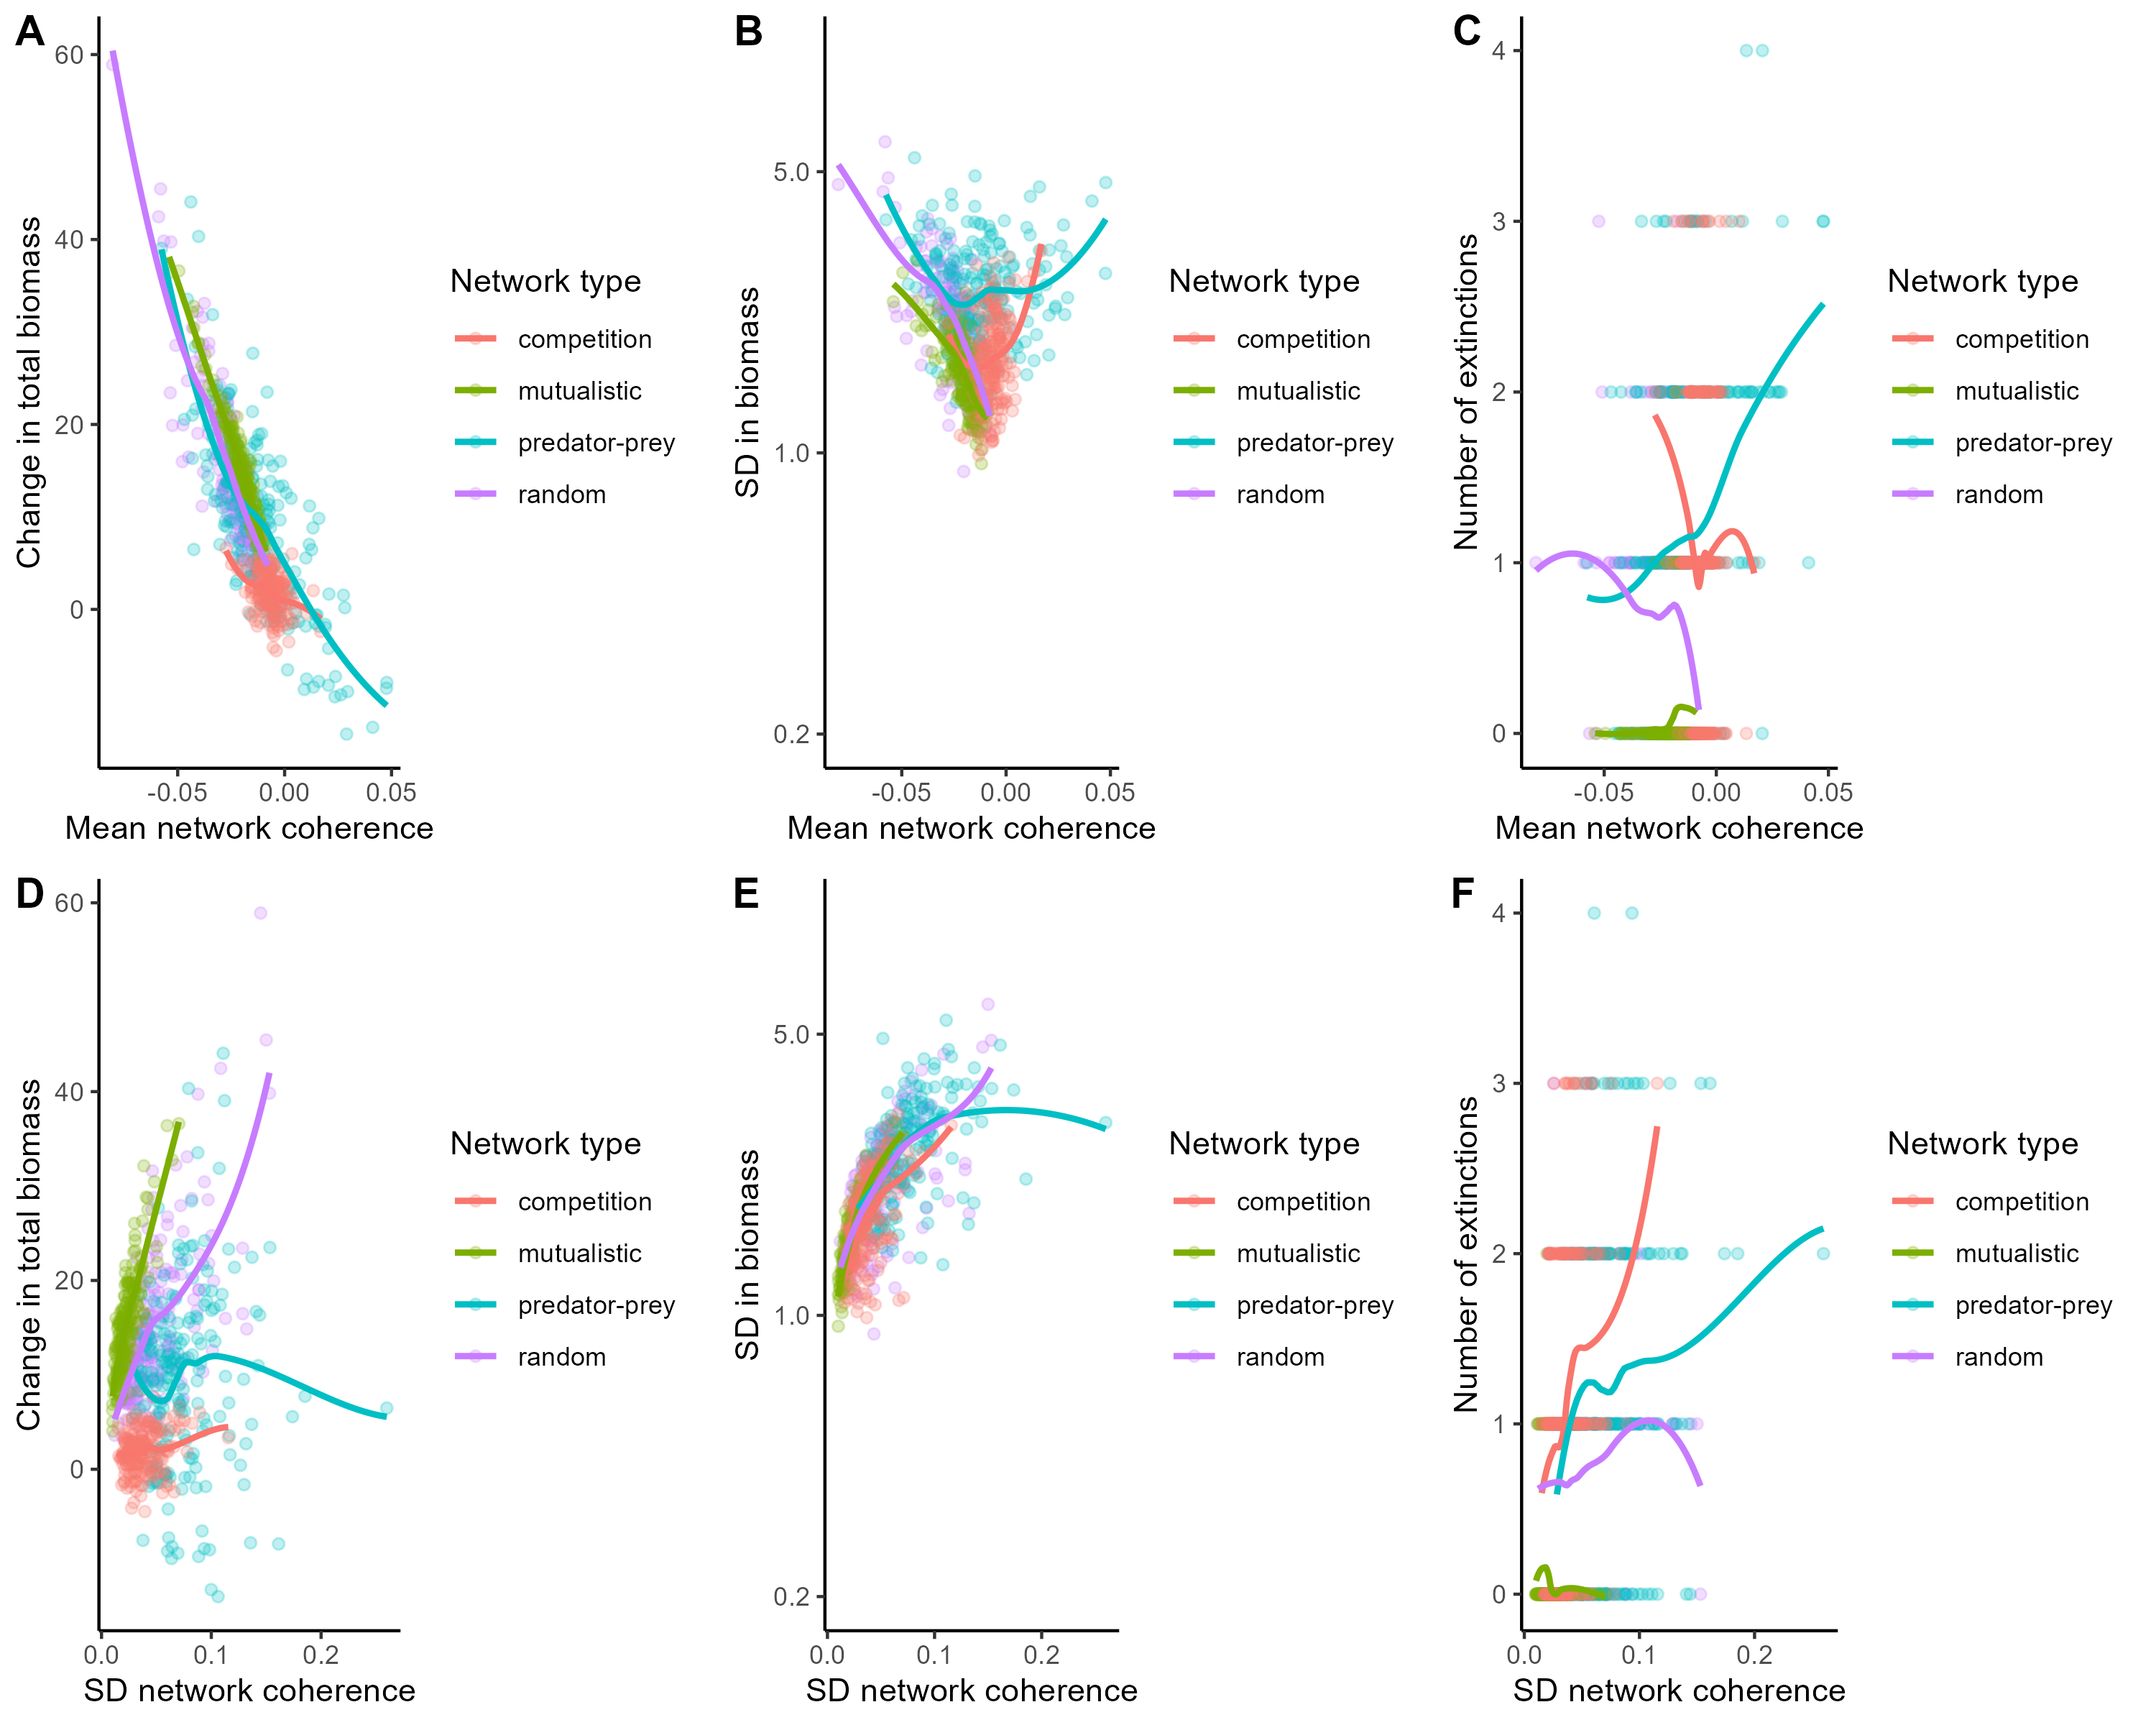 A
60
40
20
0
Change in total biomass
-0.05 0.00 0.05
Mean network coherence
Network type
competition
mutualistic
predator-prey
random
B
5.0
1.0
0.2
SD in biomass
-0.05 0.00 0.05
Mean network coherence
Network type
competition
mutualistic
predator-prey
random
C
4
3
2
1
0
Number of extinctions
-0.05 0.00 0.05
Mean network coherence
Network type
competition
mutualistic
predator-prey
random
D
60
40
20
0
Change in total biomass
0.0 0.1 0.2
SD network coherence
Network type
competition
mutualistic
predator-prey
random
E
5.0
1.0
0.2
SD in biomass
0.0 0.1 0.2
SD network coherence
Network type
competition
mutualistic
predator-prey
random
F
4
3
2
1
0
Number of extinctions
0.0 0.1 0.2
SD network coherence
Network type
competition
mutualistic
predator-prey
random